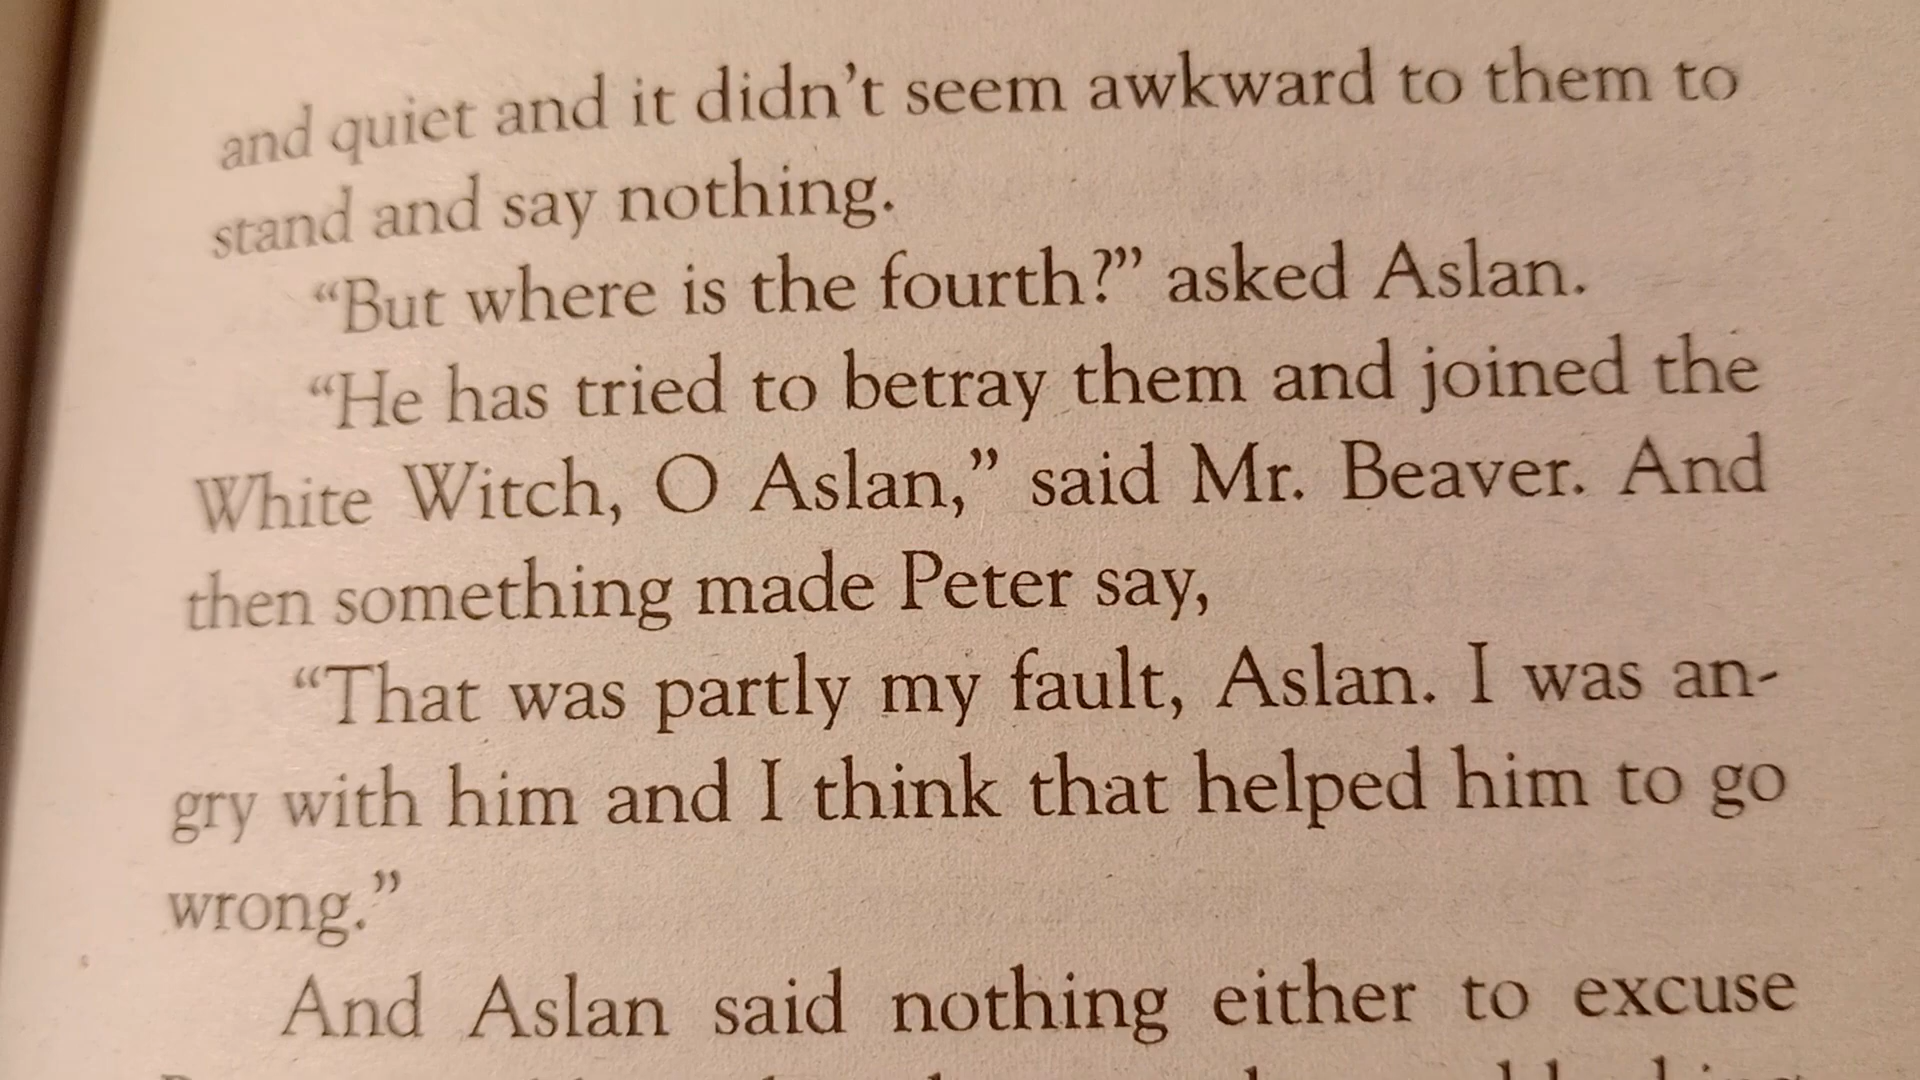 and quiet and it didn’t seem awkward to them to
stand and say nothing.
“But where is the fourth?” asked Aslan.
“He has tried to betray them and joined the
White Witch, O Aslan,” said Mr. Beaver. And
then something made Peter say,
“That was partly my fault, Aslan. I was an-
gry with him and I think that helped him to go
wrong.”
And Aslan said nothing either to excuse